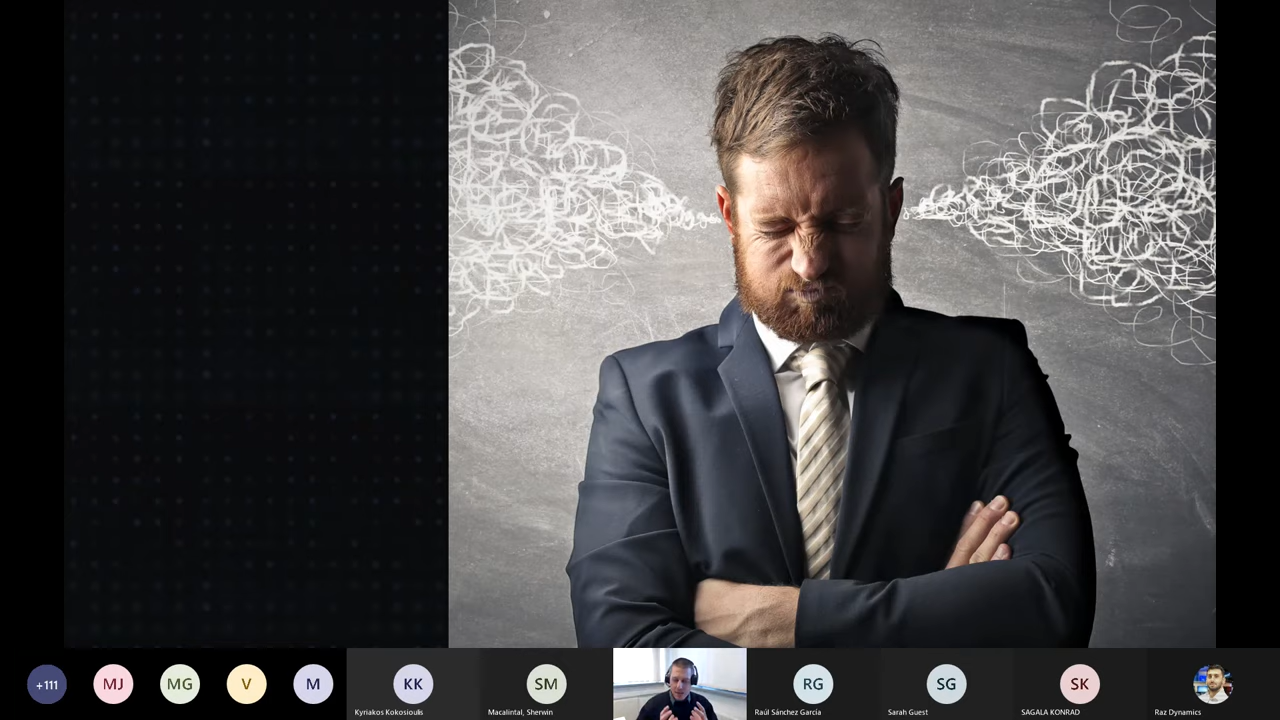 +111
MJ
MG
V
M
KK
SM
RG
SG
SK
Kyriakos Kokosioulis
Macalintal, Sherwin
Raúl Sánchez García
Sarah Guest
SAGALA KONRAD
Raz Dynamics